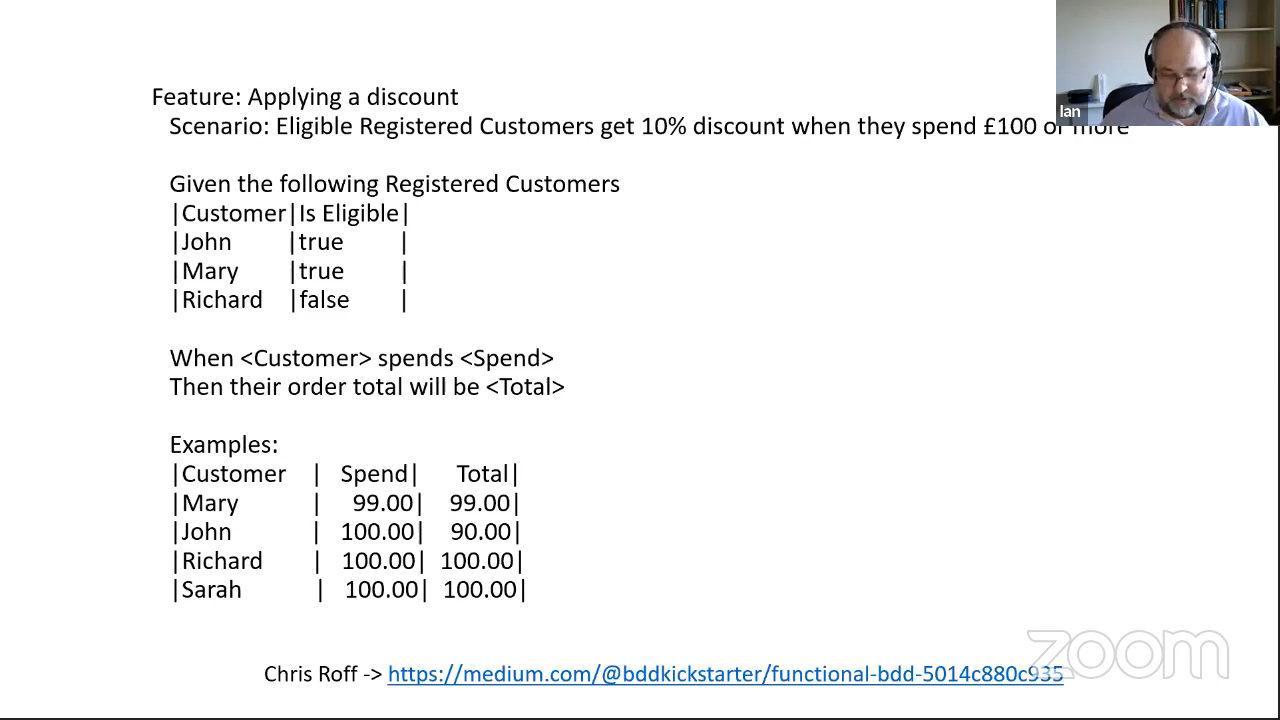 Feature: Applying a discount
Scenario: Eligible Registered Customers get 10% discount when they spend £100 or more
Ian
Given the following Registered Customers
|Customer|Is Eligible|
|John |true |
|Mary |true |
|Richard |false |
When <Customer> spends <Spend>
Then their order total will be <Total>
Examples:
|Customer | Spend| Total|
|Mary | 99.00| 99.00|
|John | 100.00| 90.00|
|Richard | 100.00| 100.00|
|Sarah | 100.00| 100.00|
zoom
Chris Roff -> https://medium.com/@bddkickstarter/functional-bdd-5014c880c935